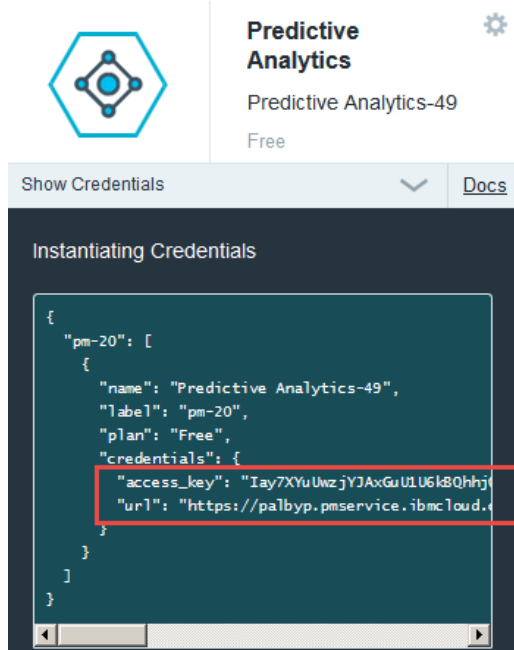 Predictive
Analytics
Predictive Analytics-49
Free
Show Credentials
Docs
Instantiating Credentials
{
"pm-20": [
{
"name": "Predictive Analytics-49",
"label": "pm-20",
"plan": "Free",
"credentials": {
"access_key": "Iay7XYuUwzjYJAxGuU1U6kBQhhj
"url": "https://palbyp.pmservice.ibmcloud.
}
}
]
}